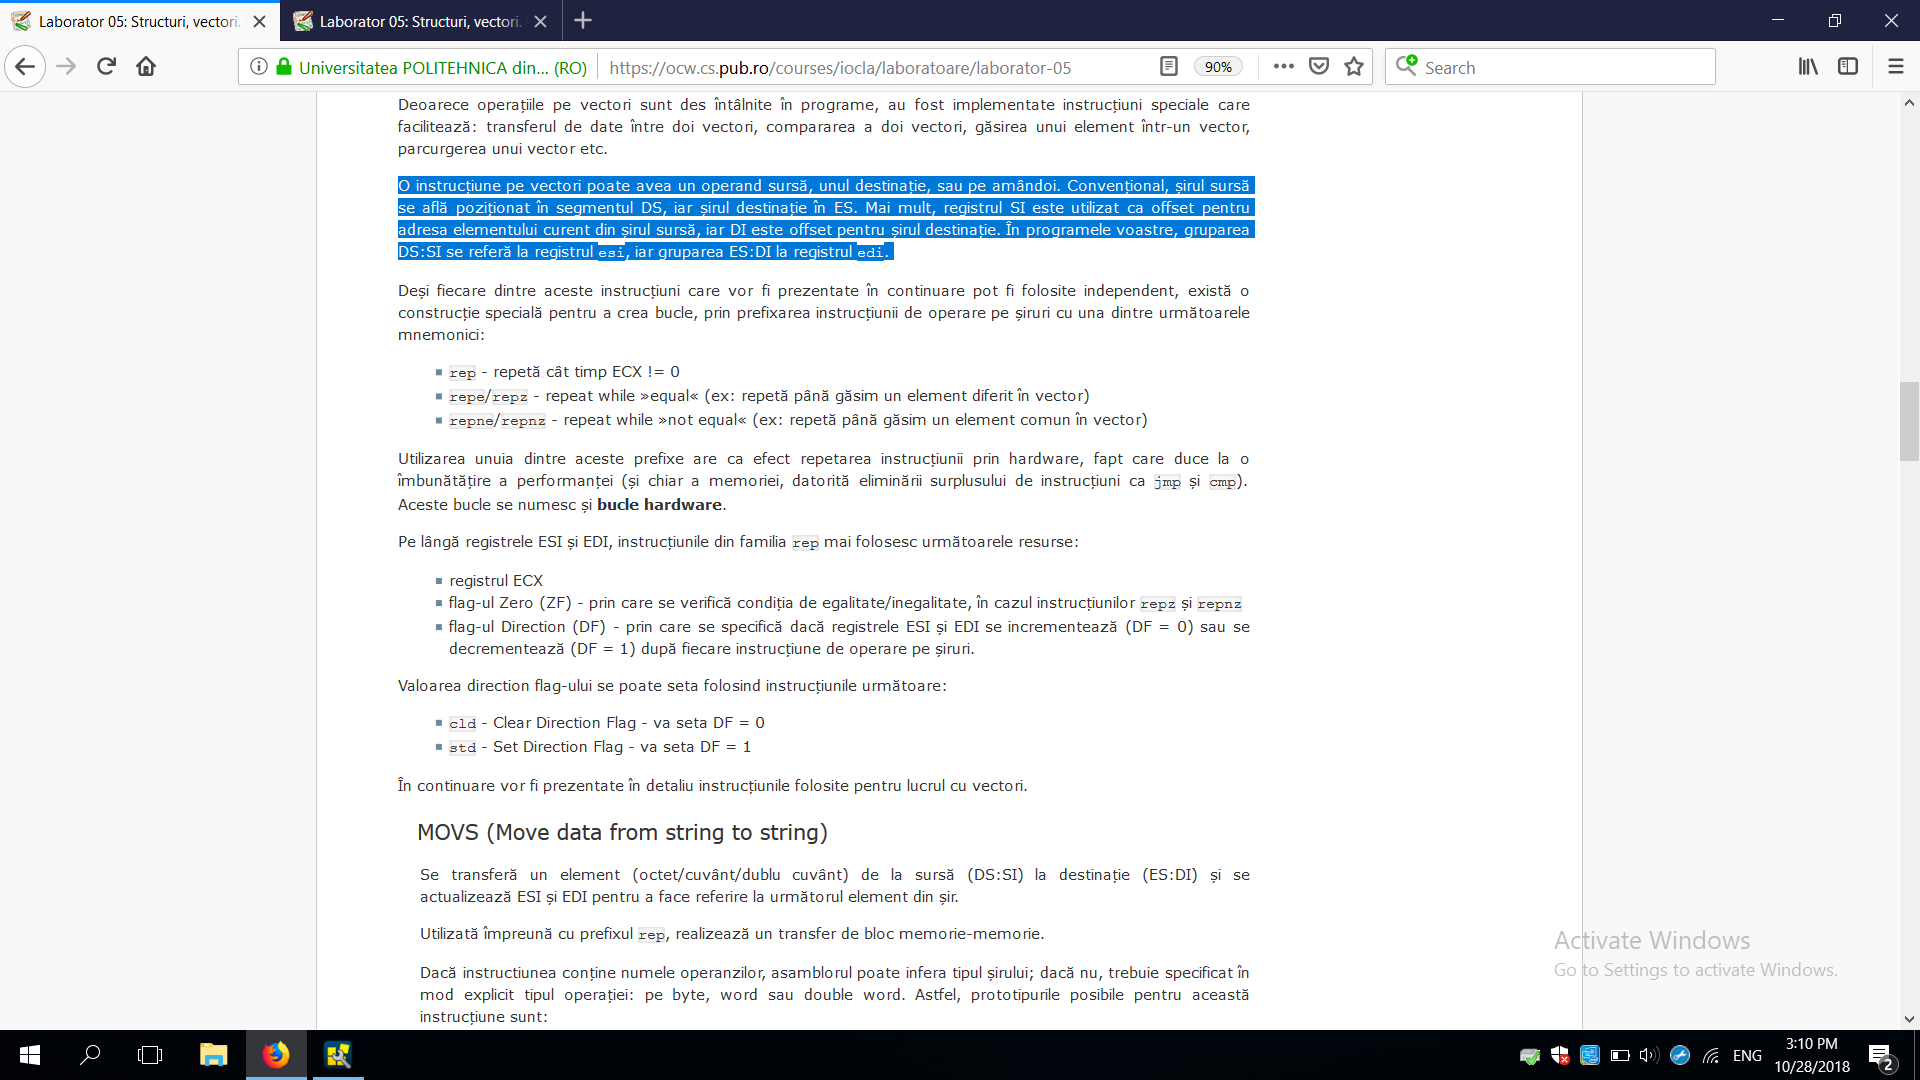 Laborator 05: Structuri, vectori.
Laborator 05: Structuri, vectori.
Universitatea POLITEHNICA din... (RO)
https://ocw.cs.pub.ro/courses/iocla/laboratoare/laborator-05
90%
Search
Deoarece operațiile pe vectori sunt des întâlnite în programe, au fost implementate instrucțiuni speciale care
facilitează: transferul de date între doi vectori, compararea a doi vectori, găsirea unui element într-un vector,
parcurgerea unui vector etc.
O instrucțiune pe vectori poate avea un operand sursă, unul destinație, sau pe amândoi. Convențional, șirul sursă
se află poziționat în segmentul DS, iar șirul destinație în ES. Mai mult, registrul SI este utilizat ca offset pentru
adresa elementului curent din șirul sursă, iar DI este offset pentru șirul destinație. În programele voastre, gruparea
DS:SI se referă la registrul esi, iar gruparea ES:DI la registrul edi.
Deși fiecare dintre aceste instrucțiuni care vor fi prezentate în continuare pot fi folosite independent, există o
construcție specială pentru a crea bucle, prin prefixarea instrucțiunii de operare pe șiruri cu una dintre următoarele
mnemonici:
rep - repetă cât timp ECX != 0
repe/repz - repeat while »equal« (ex: repetă până găsim un element diferit în vector)
repne/repnz - repeat while »not equal« (ex: repetă până găsim un element comun în vector)
Utilizarea unuia dintre aceste prefixe are ca efect repetarea instrucțiunii prin hardware, fapt care duce la o
îmbunătățire a performanței (și chiar a memoriei, datorită eliminării surplusului de instrucțiuni ca jmp și cmp).
Aceste bucle se numesc și bucle hardware.
Pe lângă registrele ESI și EDI, instrucțiunile din familia rep mai folosesc următoarele resurse:
registrul ECX
flag-ul Zero (ZF) - prin care se verifică condiția de egalitate/inegalitate, în cazul instrucțiunilor repz și repnz
flag-ul Direction (DF) - prin care se specifică dacă registrele ESI și EDI se incrementează (DF = 0) sau se
decrementează (DF = 1) după fiecare instrucțiune de operare pe șiruri.
Valoarea direction flag-ului se poate seta folosind instrucțiunile următoare:
cld - Clear Direction Flag - va seta DF = 0
std - Set Direction Flag - va seta DF = 1
În continuare vor fi prezentate în detaliu instrucțiunile folosite pentru lucrul cu vectori.
MOVS (Move data from string to string)
Se transferă un element (octet/cuvânt/dublu cuvânt) de la sursă (DS:SI) la destinație (ES:DI) și se
actualizează ESI și EDI pentru a face referire la următorul element din șir.
Utilizată împreună cu prefixul rep, realizează un transfer de bloc memorie-memorie.
Dacă instructiunea conține numele operanzilor, asamblorul poate infera tipul șirului; dacă nu, trebuie specificat în
mod explicit tipul operației: pe byte, word sau double word. Astfel, prototipurile posibile pentru această
instrucțiune sunt:
Activate Windows
Go to Settings to activate Windows.
ENG
3:10 PM
10/28/2018
2